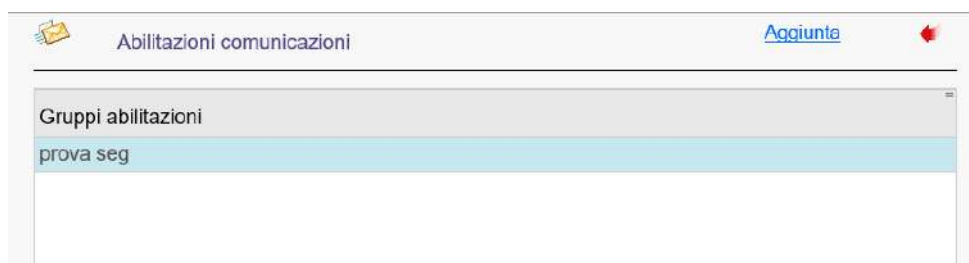 Abilitazioni comunicazioni Aggiunta
Gruppi abilitazioni
prova seg